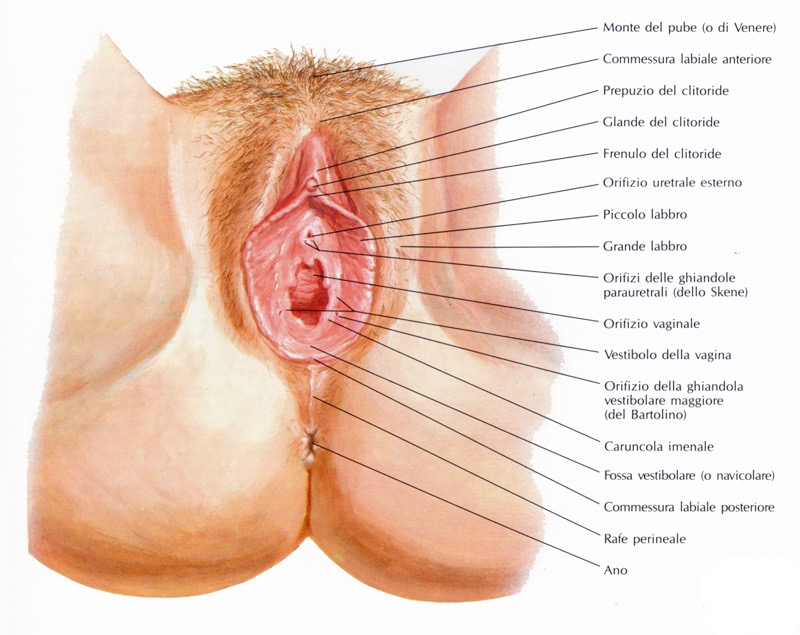 Monte del pube (o di Venere)
Commessura labiale anteriore
Prepuzio del clitoride
Glande del clitoride
Frenulo del clitoride
Orifizio uretrale esterno
Piccolo labbro
Grande labbro
Orifizi delle ghiandole
parauretrali (dello Skene)
Orifizio vaginale
Vestibolo della vagina
Orifizio della ghiandola
vestibolare maggiore
(del Bartolino)
Caruncola imenale
Fossa vestibolare (o navicolare)
Commessura labiale posteriore
Rafe perineale
Ano